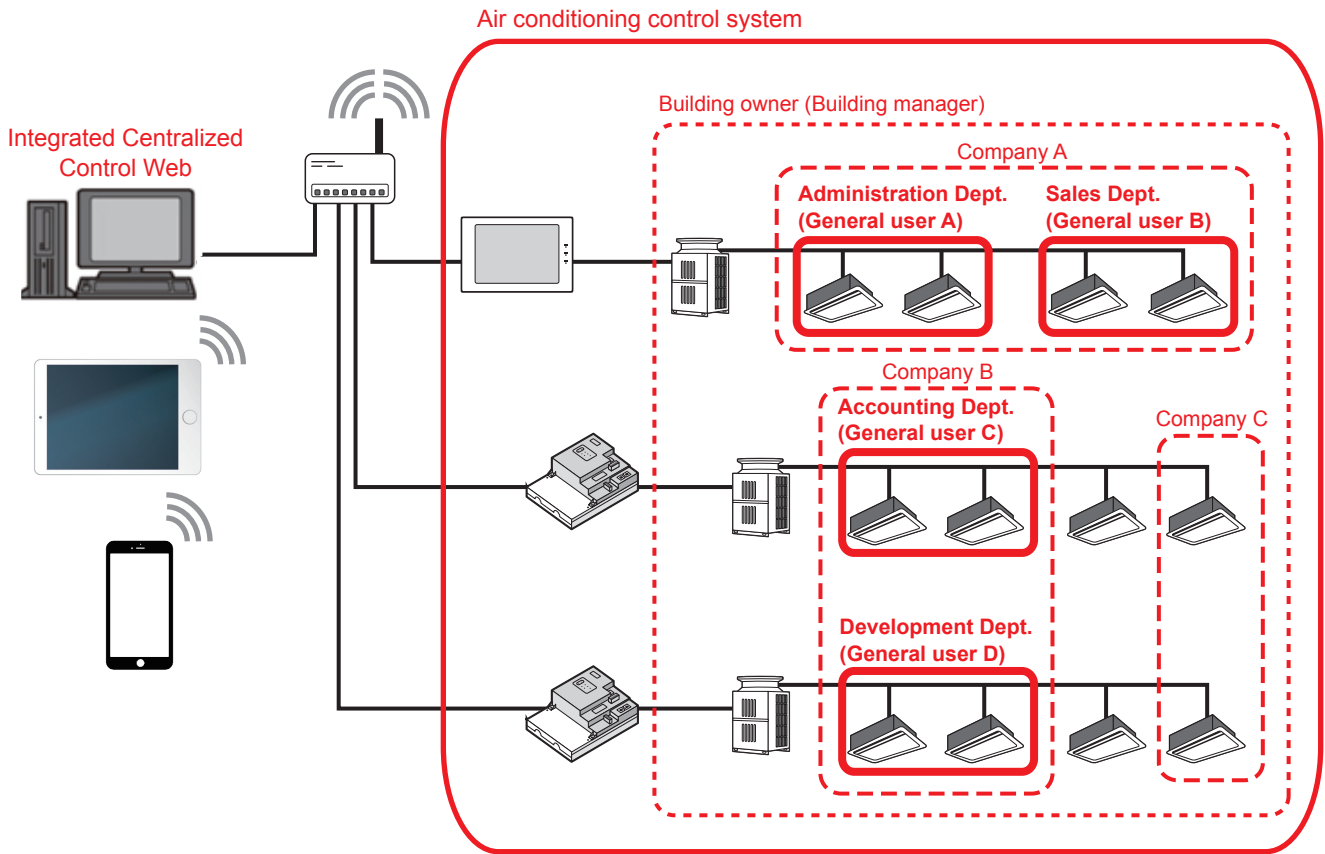 Air conditioning control system
Building owner (Building manager)
Integrated Centralized
Control Web
Company A
Administration Dept.
(General user A)
Sales Dept.
(General user B)
Company B
Accounting Dept.
(General user C)
Company C
Development Dept.
(General user D)